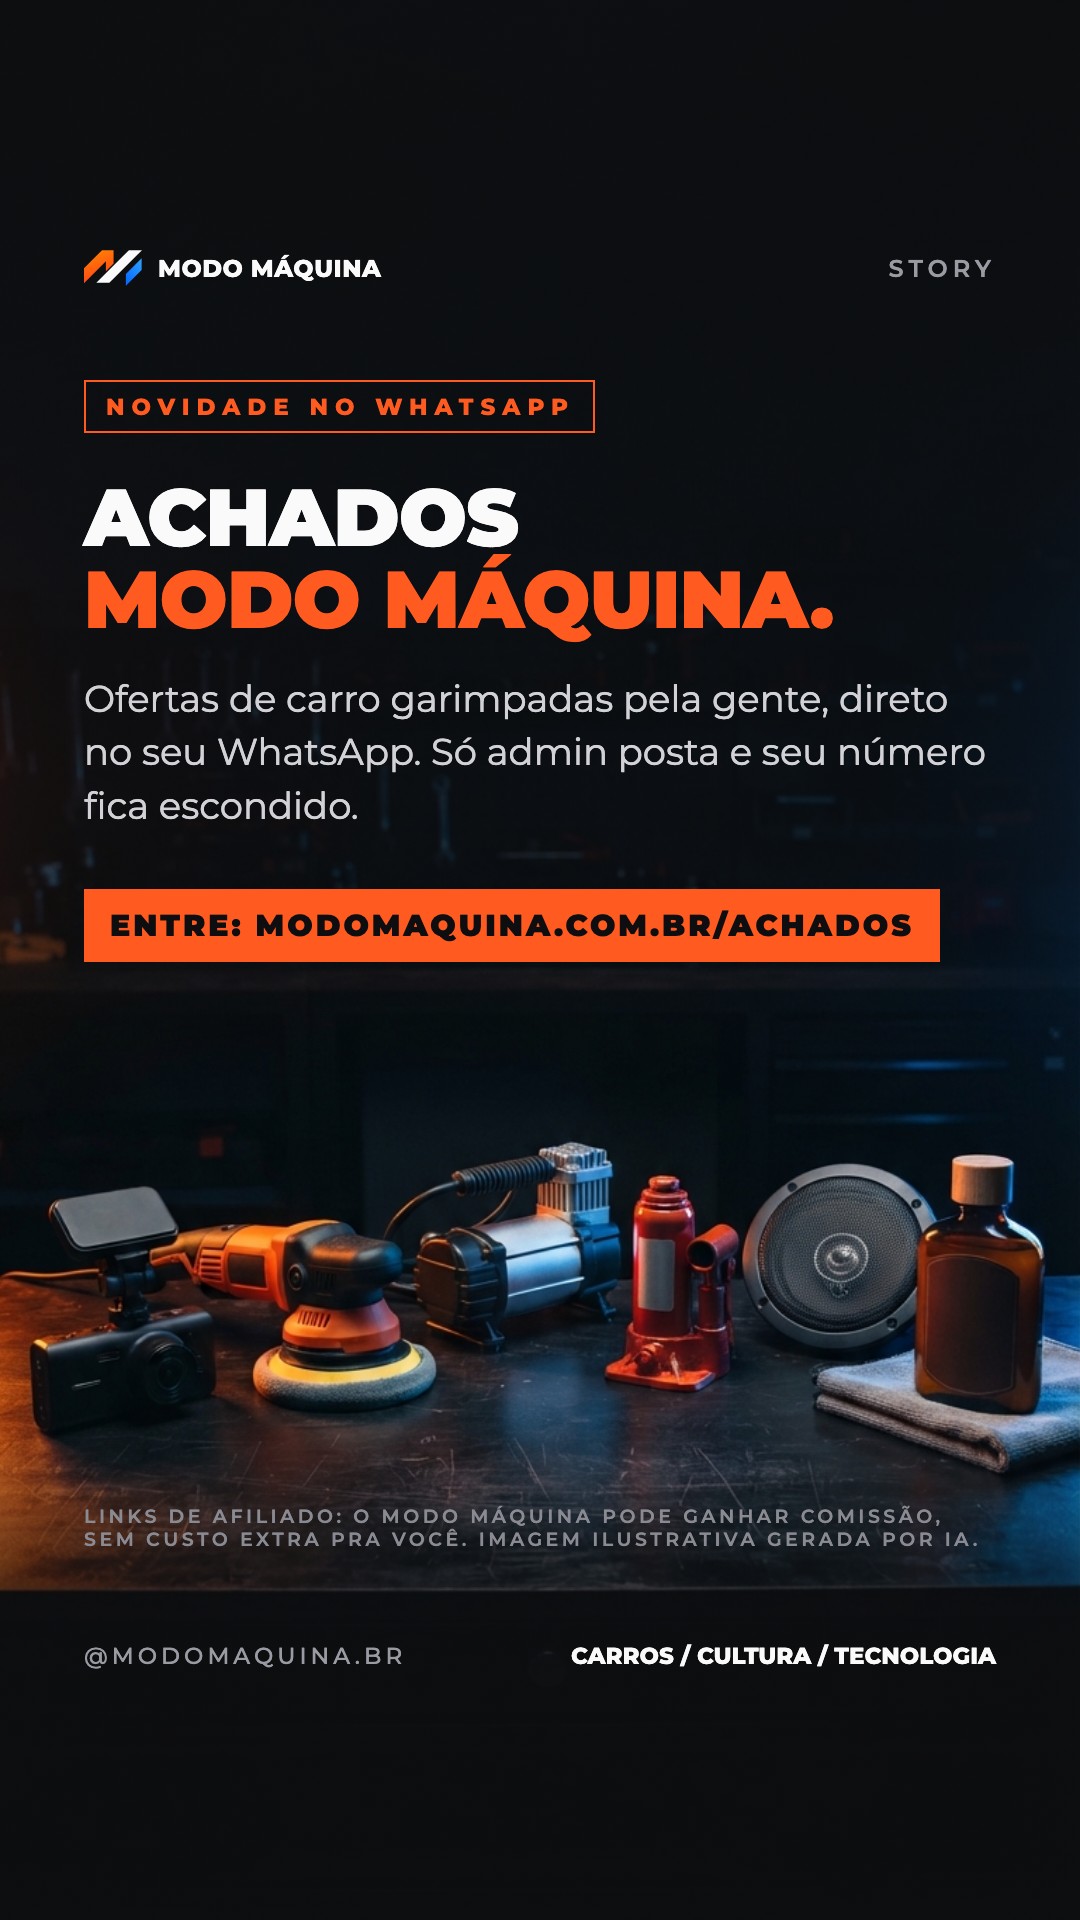 MODO MÁQUINA
STORY
NOVIDADE NO WHATSAPP
ACHADOS
MODO MÁQUINA.
Ofertas de carro garimpadas pela gente, direto
no seu WhatsApp. Só admin posta e seu número
fica escondido.
ENTRE: MODOMAQUINA.COM.BR/ACHADOS
LINKS DE AFILIADO: O MODO MÁQUINA PODE GANHAR COMISSÃO,
SEM CUSTO EXTRA PRA VOCÊ. IMAGEM ILUSTRATIVA GERADA POR IA.
@MODOMAQUINA.BR
CARROS / CULTURA / TECNOLOGIA